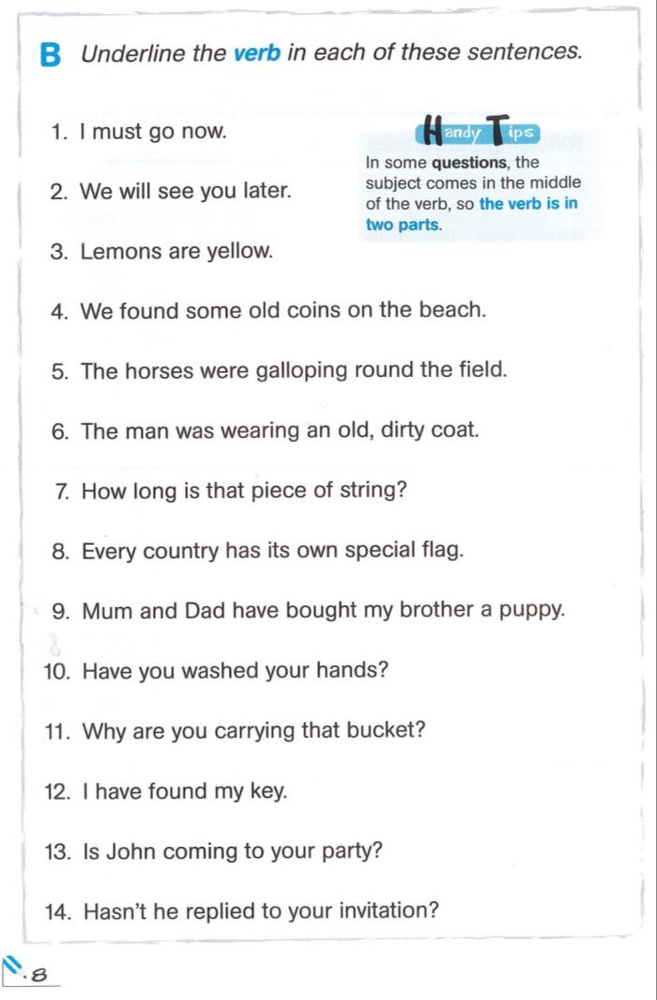 B Underline the verb in each of these sentences.
1. I must go now.
Handy Tips
In some questions, the
subject comes in the middle
of the verb, so the verb is in
two parts.
2. We will see you later.
3. Lemons are yellow.
4. We found some old coins on the beach.
5. The horses were galloping round the field.
6. The man was wearing an old, dirty coat.
7. How long is that piece of string?
8. Every country has its own special flag.
9. Mum and Dad have bought my brother a puppy.
10. Have you washed your hands?
11. Why are you carrying that bucket?
12. I have found my key.
13. Is John coming to your party?
14. Hasn't he replied to your invitation?
8